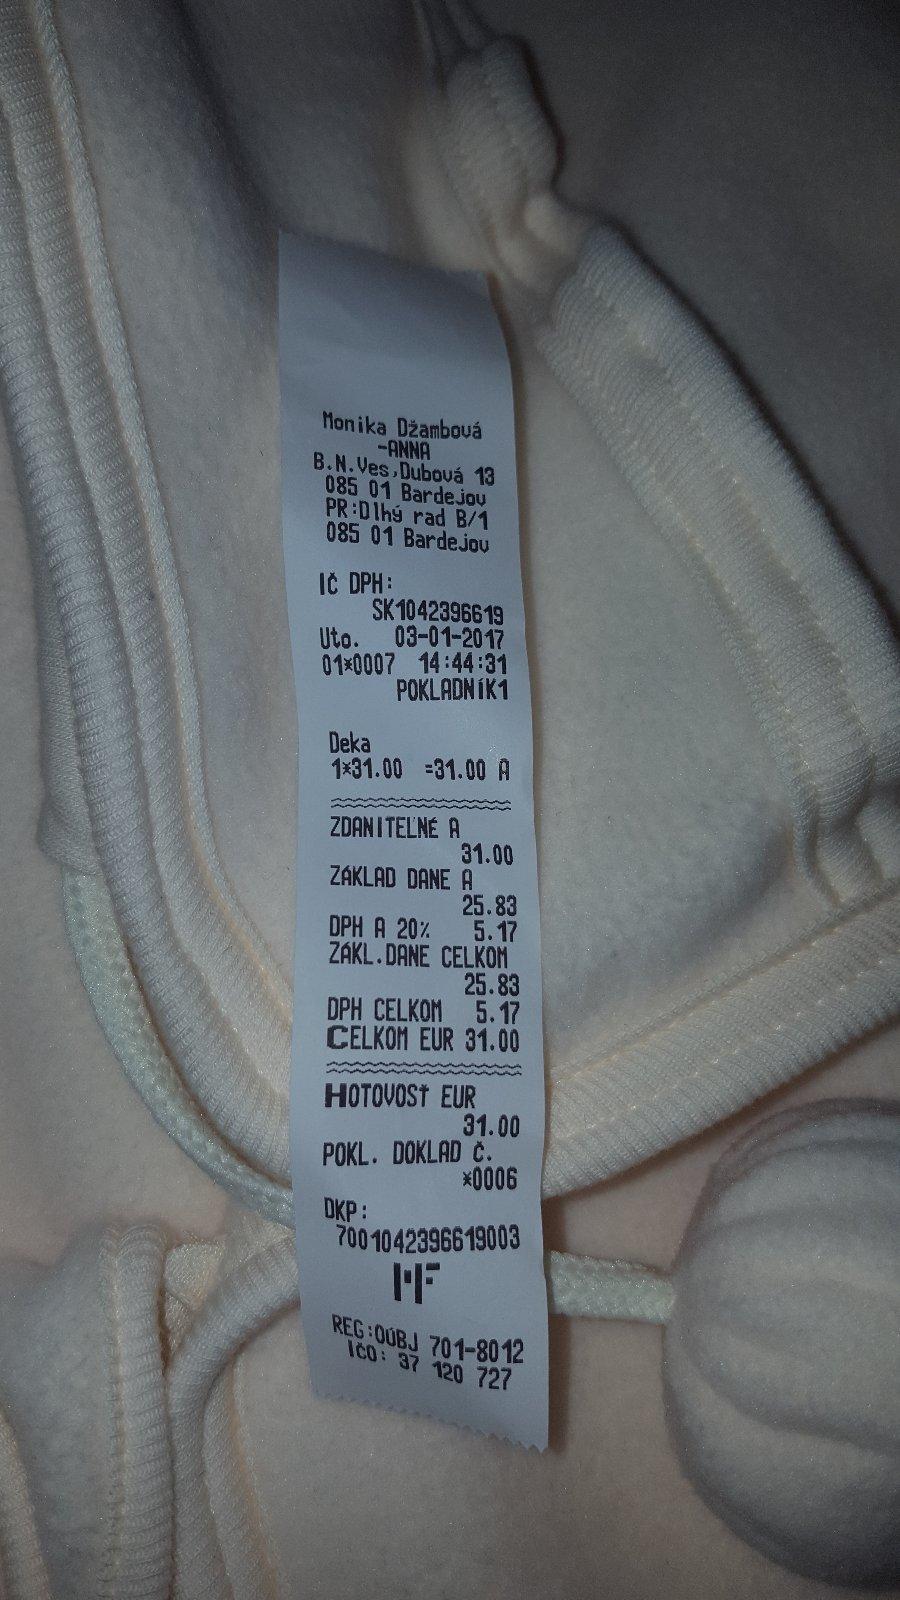 Monika Džambová
-ANNA
B.N.Ves,Dubová 13
085 01 Bardejov
PR:Dlhý rad B/1
085 01 Bardejov
IČ DPH:
SK1042396619
Uto. 03-01-2017
01*0007 14:44:31
POKLADNÍK1
Deka
1*31.00 =31.00 A
ZDANITEĽNÉ A
31.00
ZÁKLAD DANE A
25.83
DPH A 20% 5.17
ZÁKL.DANE CELKOM
25.83
DPH CELKOM 5.17
CELKOM EUR 31.00
HOTOVOSŤ EUR
31.00
POKL. DOKLAD Č.
*0006
DKP:
7001042396619003
MF
REG:OÚBJ 701-8012
IČO: 37 120 727